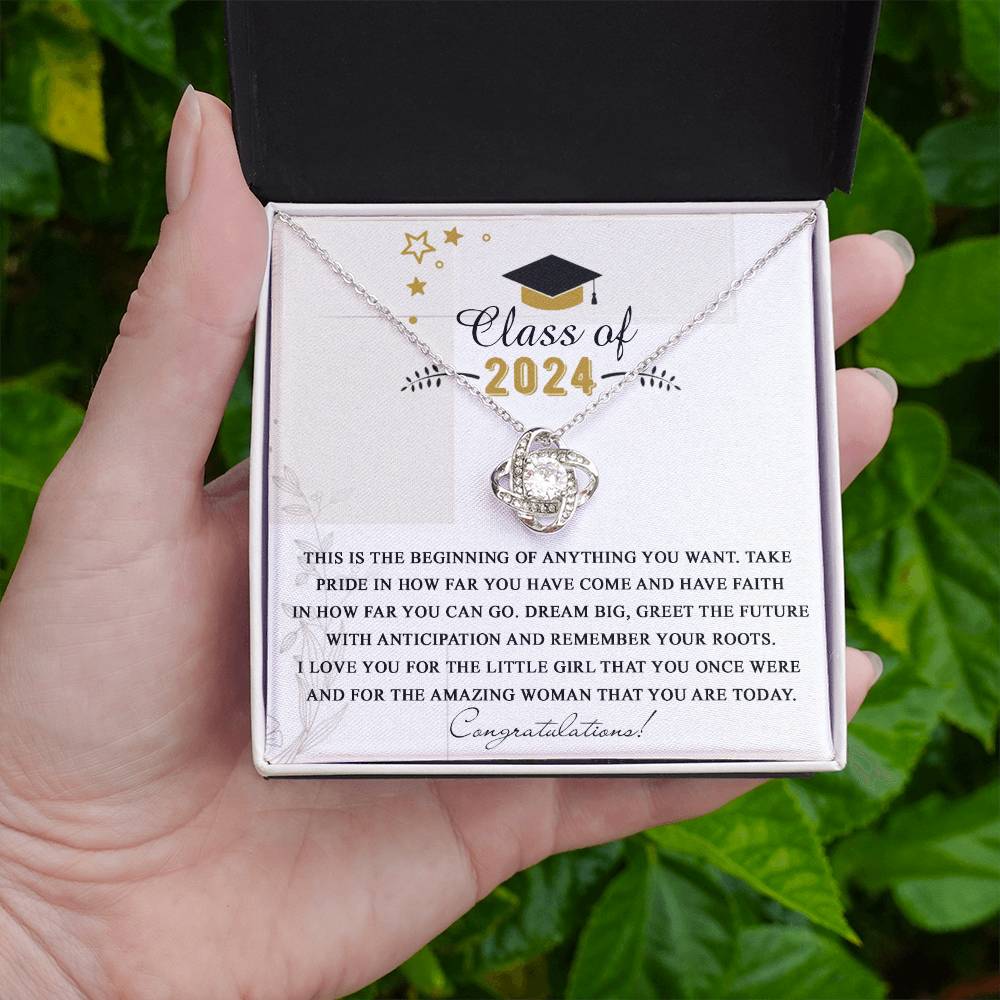 Class of
2024
THIS IS THE BEGINNING OF ANYTHING YOU WANT. TAKE
PRIDE IN HOW FAR YOU HAVE COME AND HAVE FAITH
IN HOW FAR YOU CAN GO. DREAM BIG, GREET THE FUTURE
WITH ANTICIPATION AND REMEMBER YOUR ROOTS.
I LOVE YOU FOR THE LITTLE GIRL THAT YOU ONCE WERE
AND FOR THE AMAZING WOMAN THAT YOU ARE TODAY.
Congratulations!